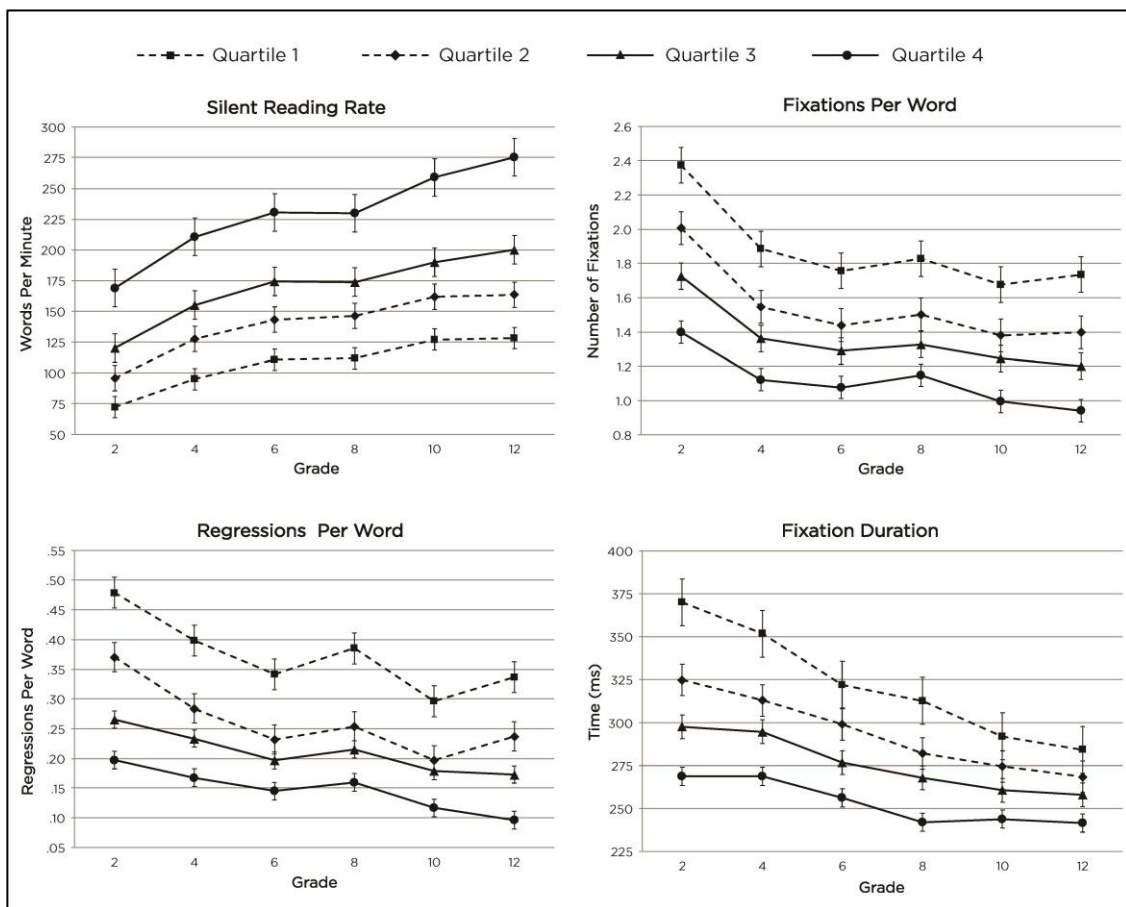 Quartile 1 Quartile 2 Quartile 3 Quartile 4
Silent Reading Rate
Words Per Minute
300
275
250
225
200
175
150
125
100
75
50
2 4 6 8 10 12
Grade
Fixations Per Word
Number of Fixations
2.6
2.4
2.2
2.0
1.8
1.6
1.4
1.2
1.0
0.8
2 4 6 8 10 12
Grade
Regressions Per Word
Regressions Per Word
.55
.50
.45
.40
.35
.30
.25
.20
.15
.10
.05
2 4 6 8 10 12
Grade
Fixation Duration
Time (ms)
400
375
350
325
300
275
250
225
2 4 6 8 10 12
Grade